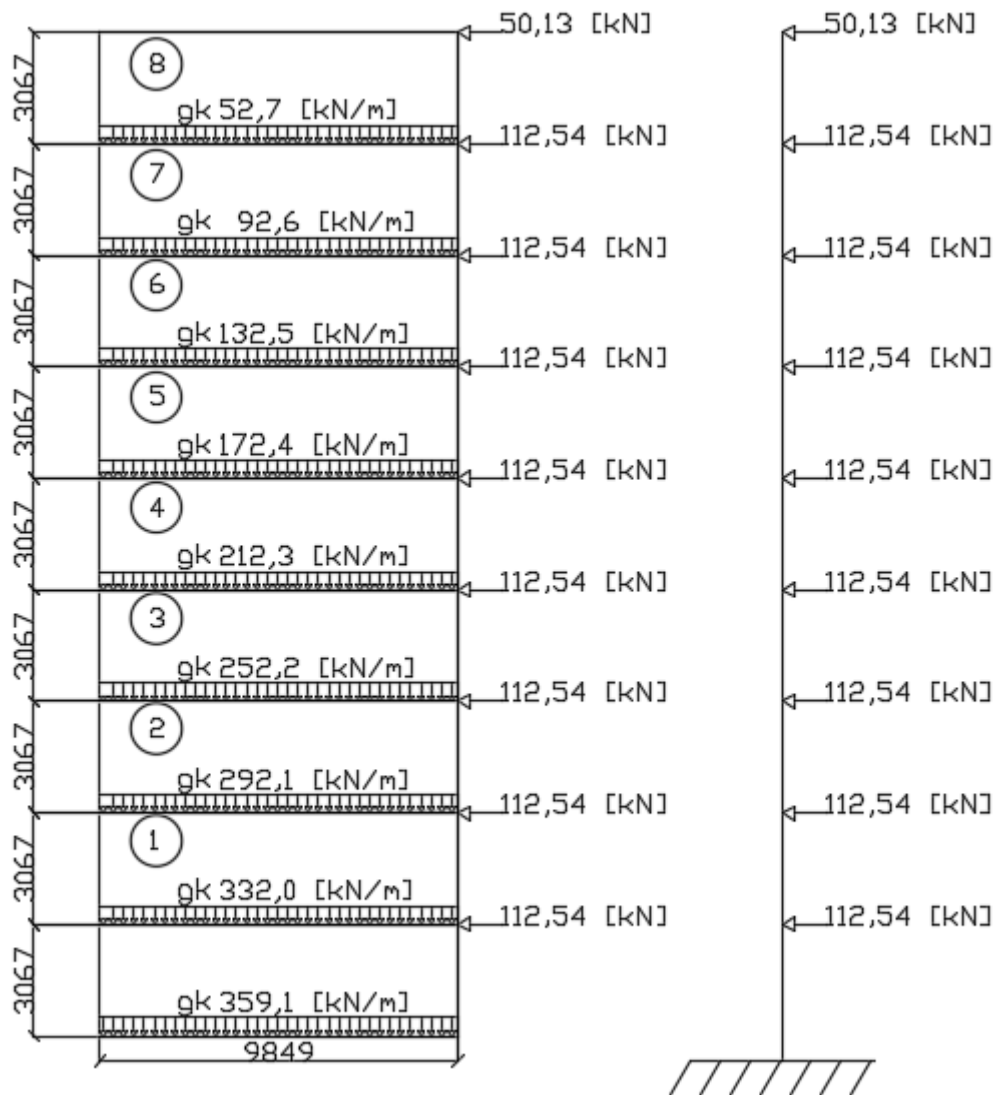 50,13 [kN] 50,13 [kN]
8
3067
gk 52,7 [kN/m]
112,54 [kN] 112,54 [kN]
7
3067
gk 92,6 [kN/m]
112,54 [kN] 112,54 [kN]
6
3067
gk 132,5 [kN/m]
112,54 [kN] 112,54 [kN]
5
3067
gk 172,4 [kN/m]
112,54 [kN] 112,54 [kN]
4
3067
gk 212,3 [kN/m]
112,54 [kN] 112,54 [kN]
3
3067
gk 252,2 [kN/m]
112,54 [kN] 112,54 [kN]
2
3067
gk 292,1 [kN/m]
112,54 [kN] 112,54 [kN]
1
3067
gk 332,0 [kN/m]
112,54 [kN] 112,54 [kN]
3067
gk 359,1 [kN/m]
9849